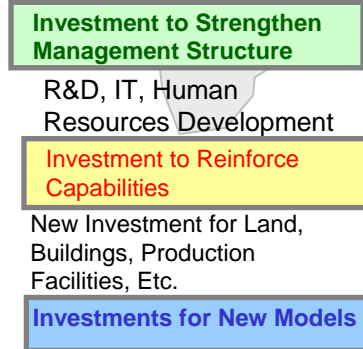 Investment to Strengthen
Management Structure
R&D, IT, Human
Resources Development
Investment to Reinforce
Capabilities
New Investment for Land,
Buildings, Production
Facilities, Etc.
Investments for New Models